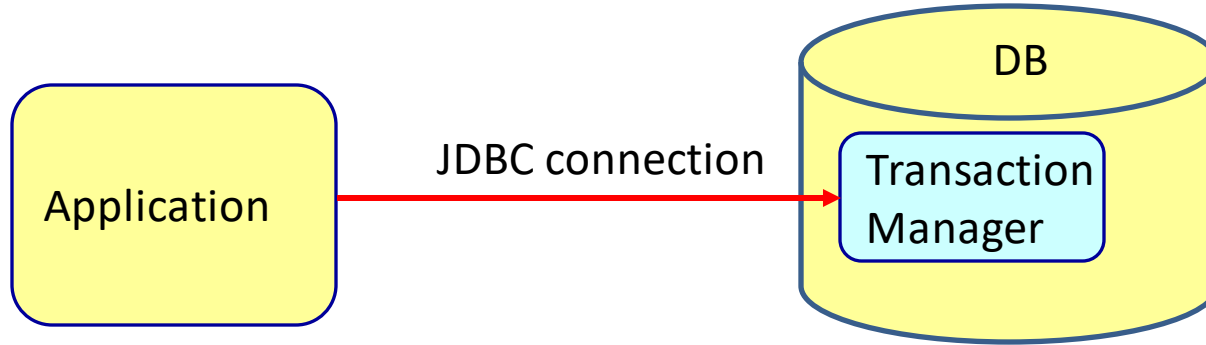 DB
JDBC connection
Application
Transaction
Manager